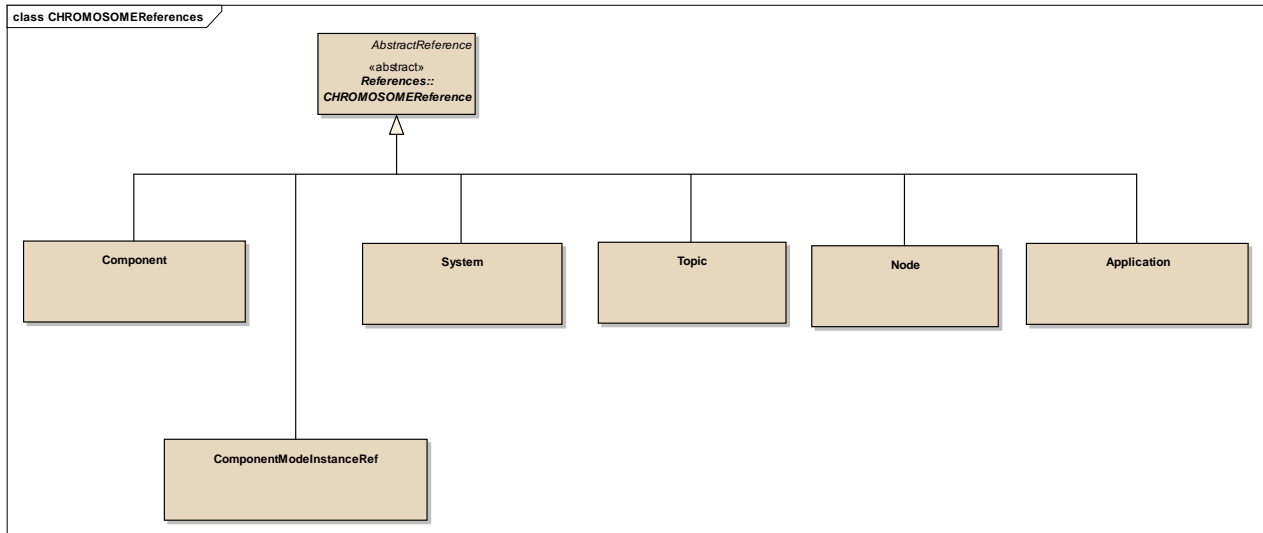 class CHROMOSOMEReferences
AbstractReference
«abstract»
References::
CHROMOSOMEReference
Component
System
Topic
Node
Application
ComponentModeInstanceRef